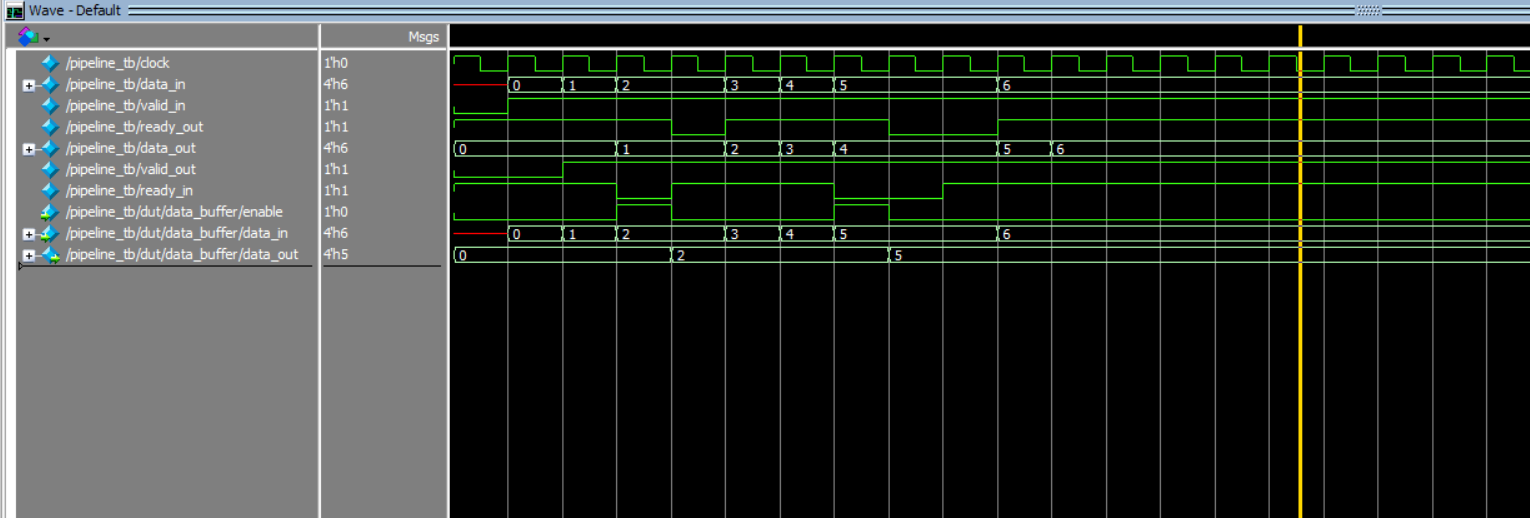 Wave - Default
Msgs
/pipeline_tb/clock 1'h0
/pipeline_tb/data_in 4'h6 0 1 2 3 4 5 6
/pipeline_tb/valid_in 1'h1
/pipeline_tb/ready_out 1'h1
/pipeline_tb/data_out 4'h6 0 1 2 3 4 5 6
/pipeline_tb/valid_out 1'h1
/pipeline_tb/ready_in 1'h1
/pipeline_tb/dut/data_buffer/enable 1'h0
/pipeline_tb/dut/data_buffer/data_in 4'h6 0 1 2 3 4 5 6
/pipeline_tb/dut/data_buffer/data_out 4'h5 0 2 5